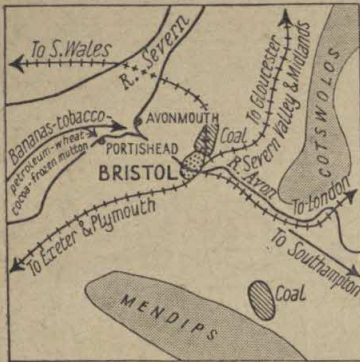 To S. Wales
R. Severn
To Gloucester
Severn Valley & Midlands
COTSWOLDS
Bananas-tobacco
petroleum-wheat
cocoa-frozen mutton
AVONMOUTH
PORTISHEAD
Coal
BRISTOL
R. Avon
To London
To Exeter & Plymouth
To Southampton
Coal
MENDIPS